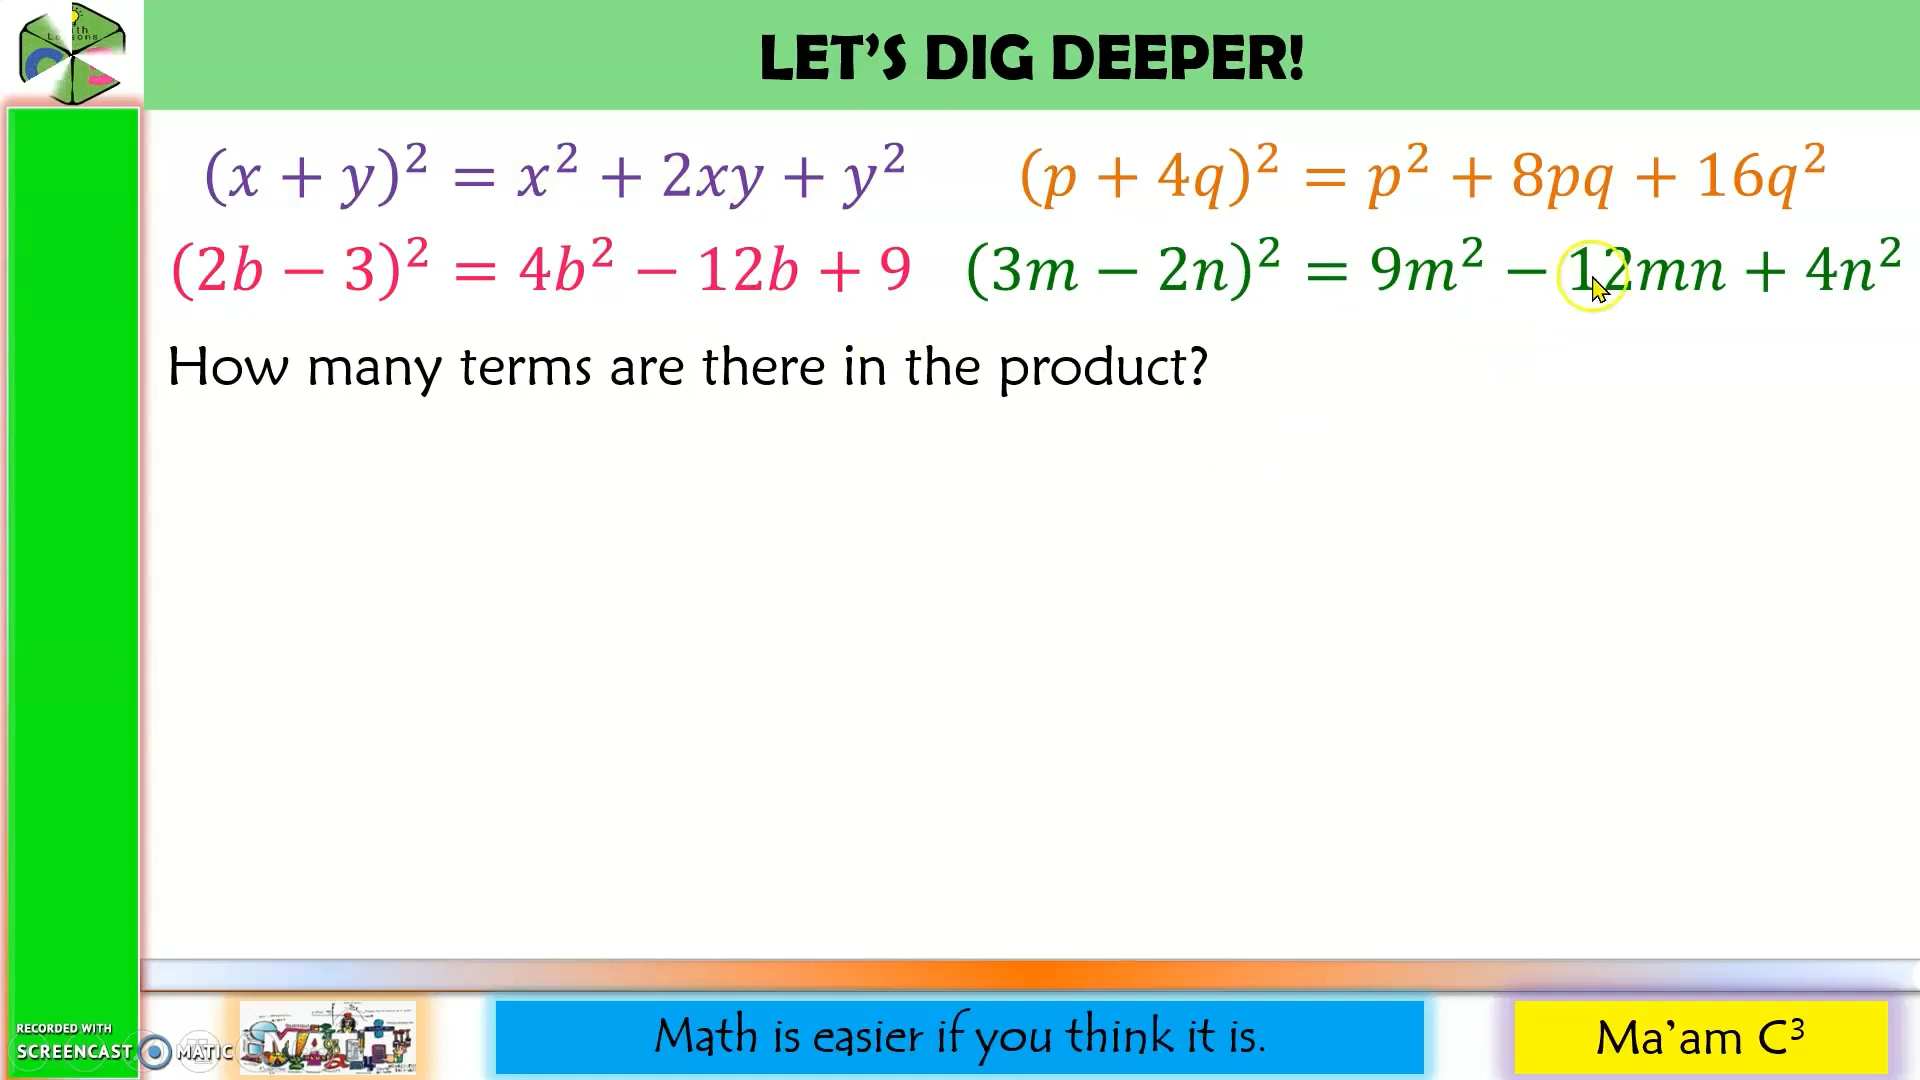 LET'S DIG DEEPER!
(x + y)² = x² + 2xy + y²
(p + 4q)² = p² + 8pq + 16q²
(2b − 3)² = 4b² − 12b + 9
(3m − 2n)² = 9m² − 12mn + 4n²
How many terms are there in the product?
RECORDED WITH
SCREENCAST MATIC
MATH
Math is easier if you think it is.
Ma'am C³